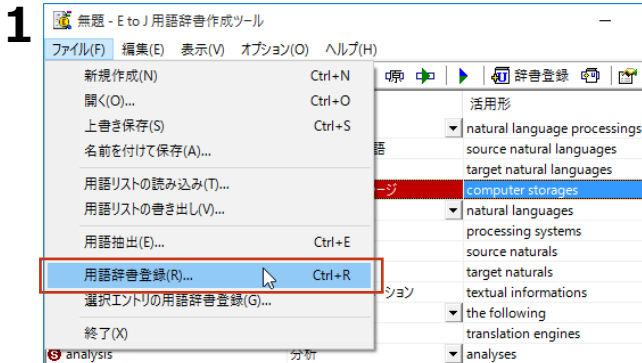 1
無題 - E to J 用語辞書作成ツール
ファイル(F) 編集(E) 表示(V) オプション(O) ヘルプ(H)
新規作成(N) Ctrl+N
辞書登録
開く(O)... Ctrl+O
活用形
上書き保存(S) Ctrl+S
natural language processings
名前を付けて保存(A)...
語
source natural languages
target natural languages
用語リストの読み込み(T)...
ージ
computer storages
用語リストの書き出し(V)...
natural languages
processing systems
用語抽出(E)... Ctrl+E
source naturals
用語辞書登録(R)... Ctrl+R
target naturals
選択エントリの用語辞書登録(G)...
ション
textual informations
the following
終了(X)
translation engines
S analysis 分析 analyses